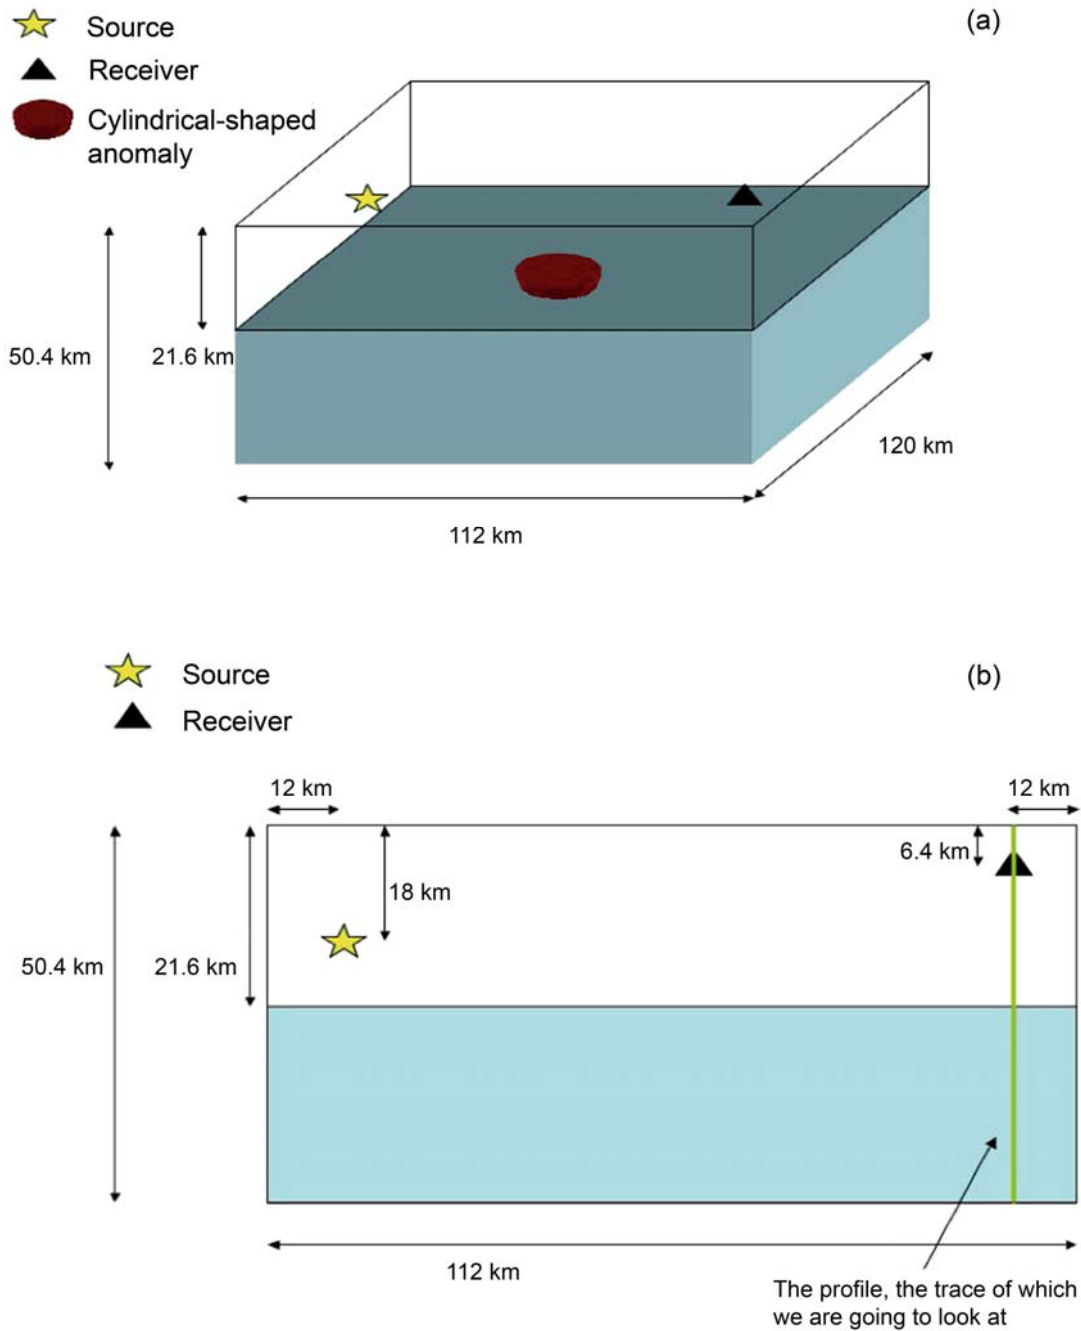 Source
(a)
Receiver
Cylindrical-shaped
anomaly
50.4 km
21.6 km
120 km
112 km
Source
(b)
Receiver
12 km
12 km
6.4 km
18 km
50.4 km
21.6 km
112 km
The profile, the trace of which
we are going to look at